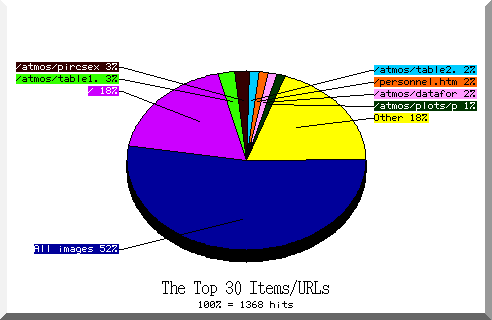 /atmos/pircsex 3%
/atmos/table1. 3%
/ 18%
/atmos/table2. 2%
/personnel.htm 2%
/atmos/datafor 2%
/atmos/plots/p 1%
Other 18%
All images 52%
The Top 30 Items/URLs
100% = 1368 hits